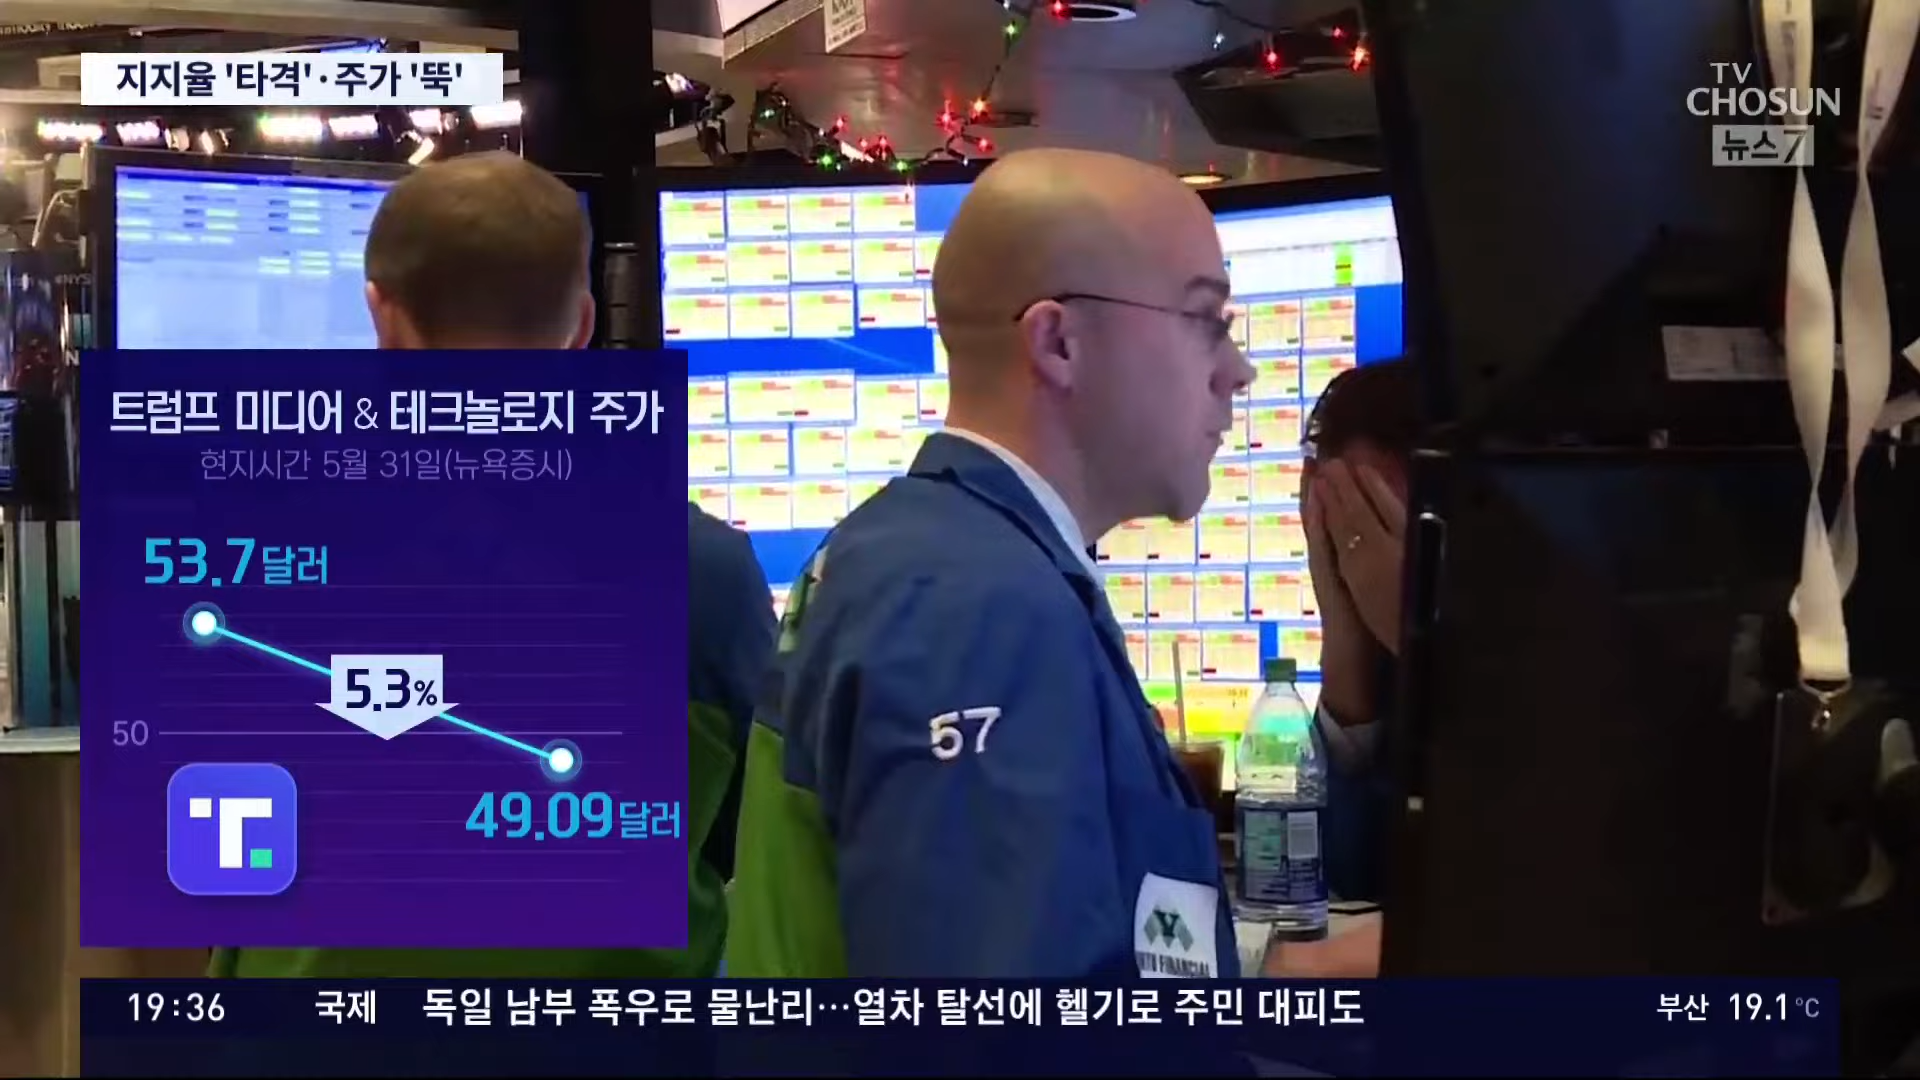 지지율 '타격'·주가 '뚝'
TV
CHOSUN
뉴스7
트럼프 미디어 & 테크놀로지 주가
현지시간 5월 31일(뉴욕증시)
53.7달러
5.3%
50
49.09달러
T.
57
FINANCIAL
19:36 국제 독일 남부 폭우로 물난리…열차 탈선에 헬기로 주민 대피도 부산 19.1℃